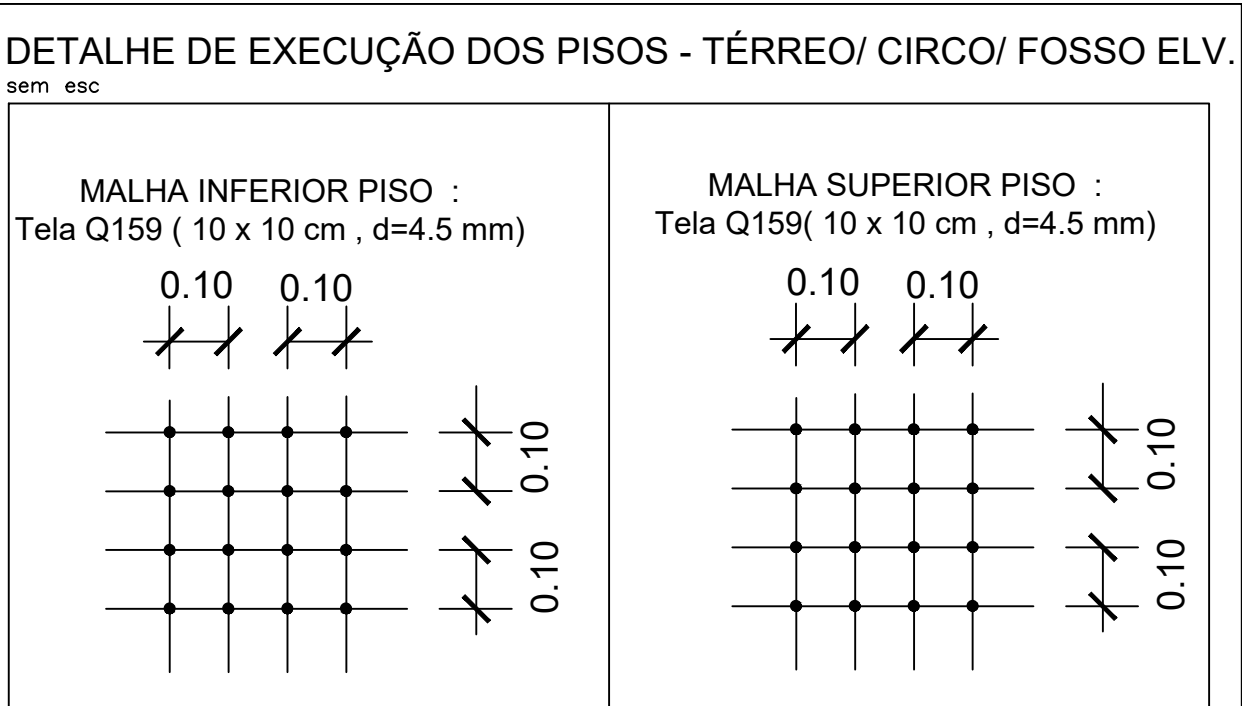 DETALHE DE EXECUÇÃO DOS PISOS - TÉRREO/ CIRCO/ FOSSO ELV.
sem esc
MALHA INFERIOR PISO :
Tela Q159 ( 10 x 10 cm , d=4.5 mm)
0.10 0.10
0.10
0.10
MALHA SUPERIOR PISO :
Tela Q159( 10 x 10 cm , d=4.5 mm)
0.10 0.10
0.10
0.10